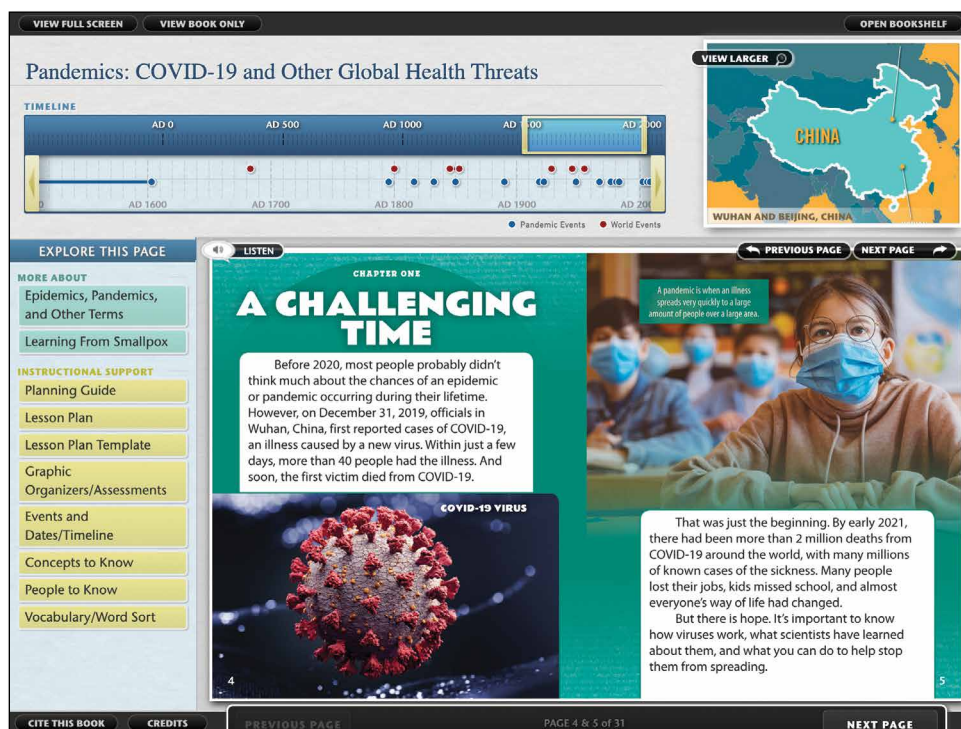 VIEW FULL SCREEN
VIEW BOOK ONLY
OPEN BOOKSHELF
Pandemics: COVID-19 and Other Global Health Threats
VIEW LARGER
CHINA
WUHAN AND BEIJING, CHINA
TIMELINE
AD 0 AD 500 AD 1000 AD 1500 AD 2000
AD 1600 AD 1700 AD 1800 AD 1900
Pandemic Events World Events
EXPLORE THIS PAGE
MORE ABOUT
Epidemics, Pandemics,
and Other Terms
Learning From Smallpox
INSTRUCTIONAL SUPPORT
Planning Guide
Lesson Plan
Lesson Plan Template
Graphic
Organizers/Assessments
Events and
Dates/Timeline
Concepts to Know
People to Know
Vocabulary/Word Sort
LISTEN
PREVIOUS PAGE
NEXT PAGE
CHAPTER ONE
A CHALLENGING
TIME
Before 2020, most people probably didn't
think much about the chances of an epidemic
or pandemic occurring during their lifetime.
However, on December 31, 2019, officials in
Wuhan, China, first reported cases of COVID-19,
an illness caused by a new virus. Within just a few
days, more than 40 people had the illness. And
soon, the first victim died from COVID-19.
COVID-19 VIRUS
4
A pandemic is when an illness
spreads very quickly to a large
amount of people over a large area.
That was just the beginning. By early 2021,
there had been more than 2 million deaths from
COVID-19 around the world, with many millions
of known cases of the sickness. Many people
lost their jobs, kids missed school, and almost
everyone's way of life had changed.
But there is hope. It's important to know
how viruses work, what scientists have learned
about them, and what you can do to help stop
them from spreading.
5
CITE THIS BOOK
CREDITS
PREVIOUS PAGE
PAGE 4 & 5 of 31
NEXT PAGE